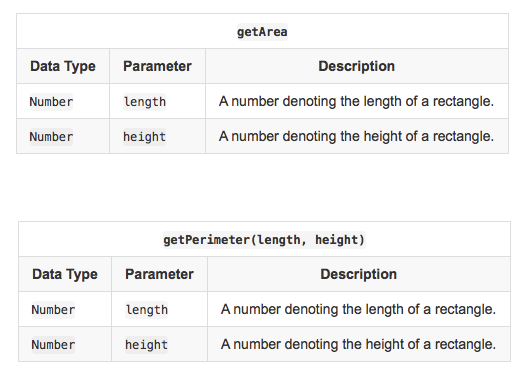 getArea
Data Type Parameter Description
Number length A number denoting the length of a rectangle.
Number height A number denoting the height of a rectangle.
getPerimeter(length, height)
Data Type Parameter Description
Number length A number denoting the length of a rectangle.
Number height A number denoting the height of a rectangle.